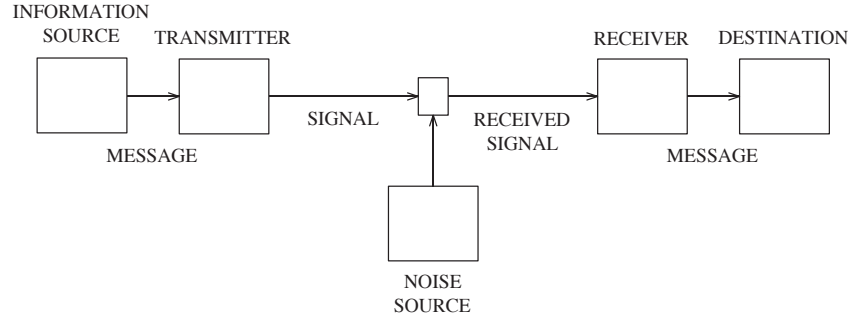 INFORMATION
SOURCE
TRANSMITTER
RECEIVER
DESTINATION
MESSAGE
SIGNAL
RECEIVED
SIGNAL
MESSAGE
NOISE
SOURCE